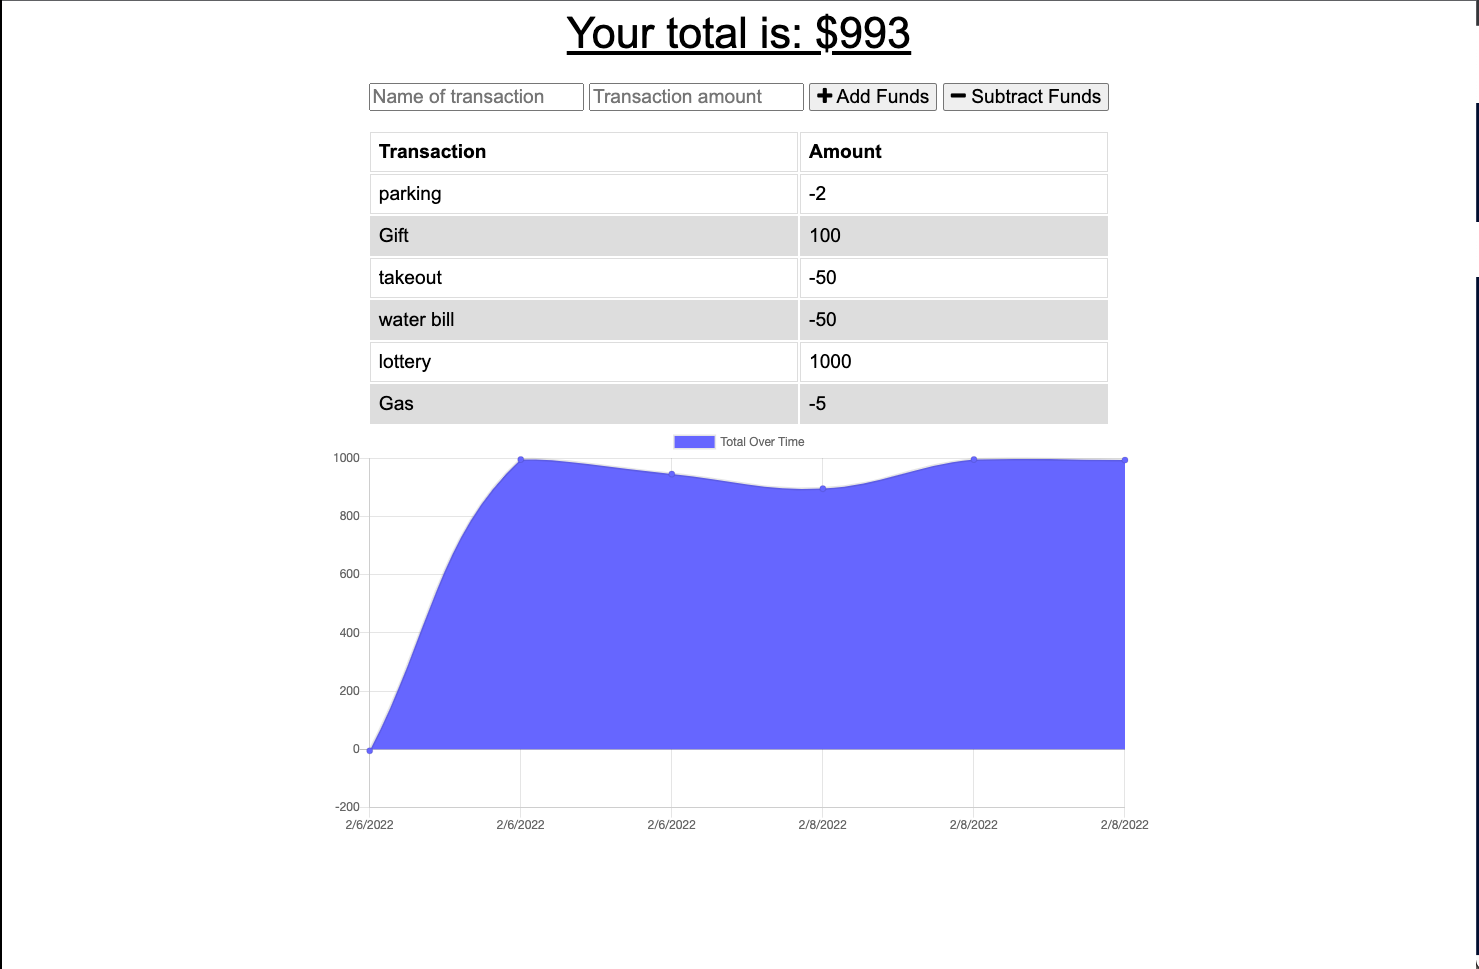 Your total is: $993
Name of transaction Transaction amount Add Funds Subtract Funds
Transaction Amount
parking -2
Gift 100
takeout -50
water bill -50
lottery 1000
Gas -5
Total Over Time
1000
800
600
400
200
0
-200
2/6/2022 2/6/2022 2/6/2022 2/8/2022 2/8/2022 2/8/2022